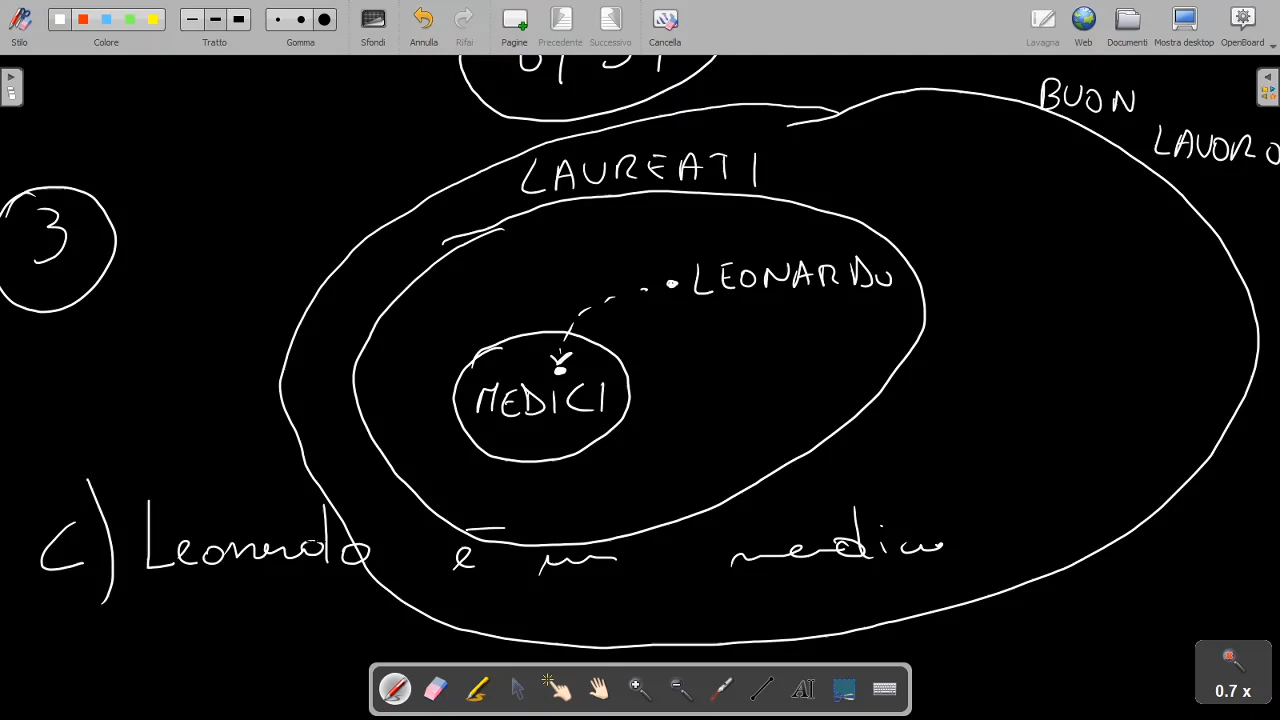 Stilo
Colore
Tratto
Gomma
Sfondi
Annulla
Rifai
Pagine
Precedente
Successivo
Cancella
Lavagna
Web
Documenti
Mostra desktop
OpenBoard
BUON
LAVORO
LAUREATI
3
LEONARDO
MEDICI
C) Leonardo è un medico
AI
0.7 x